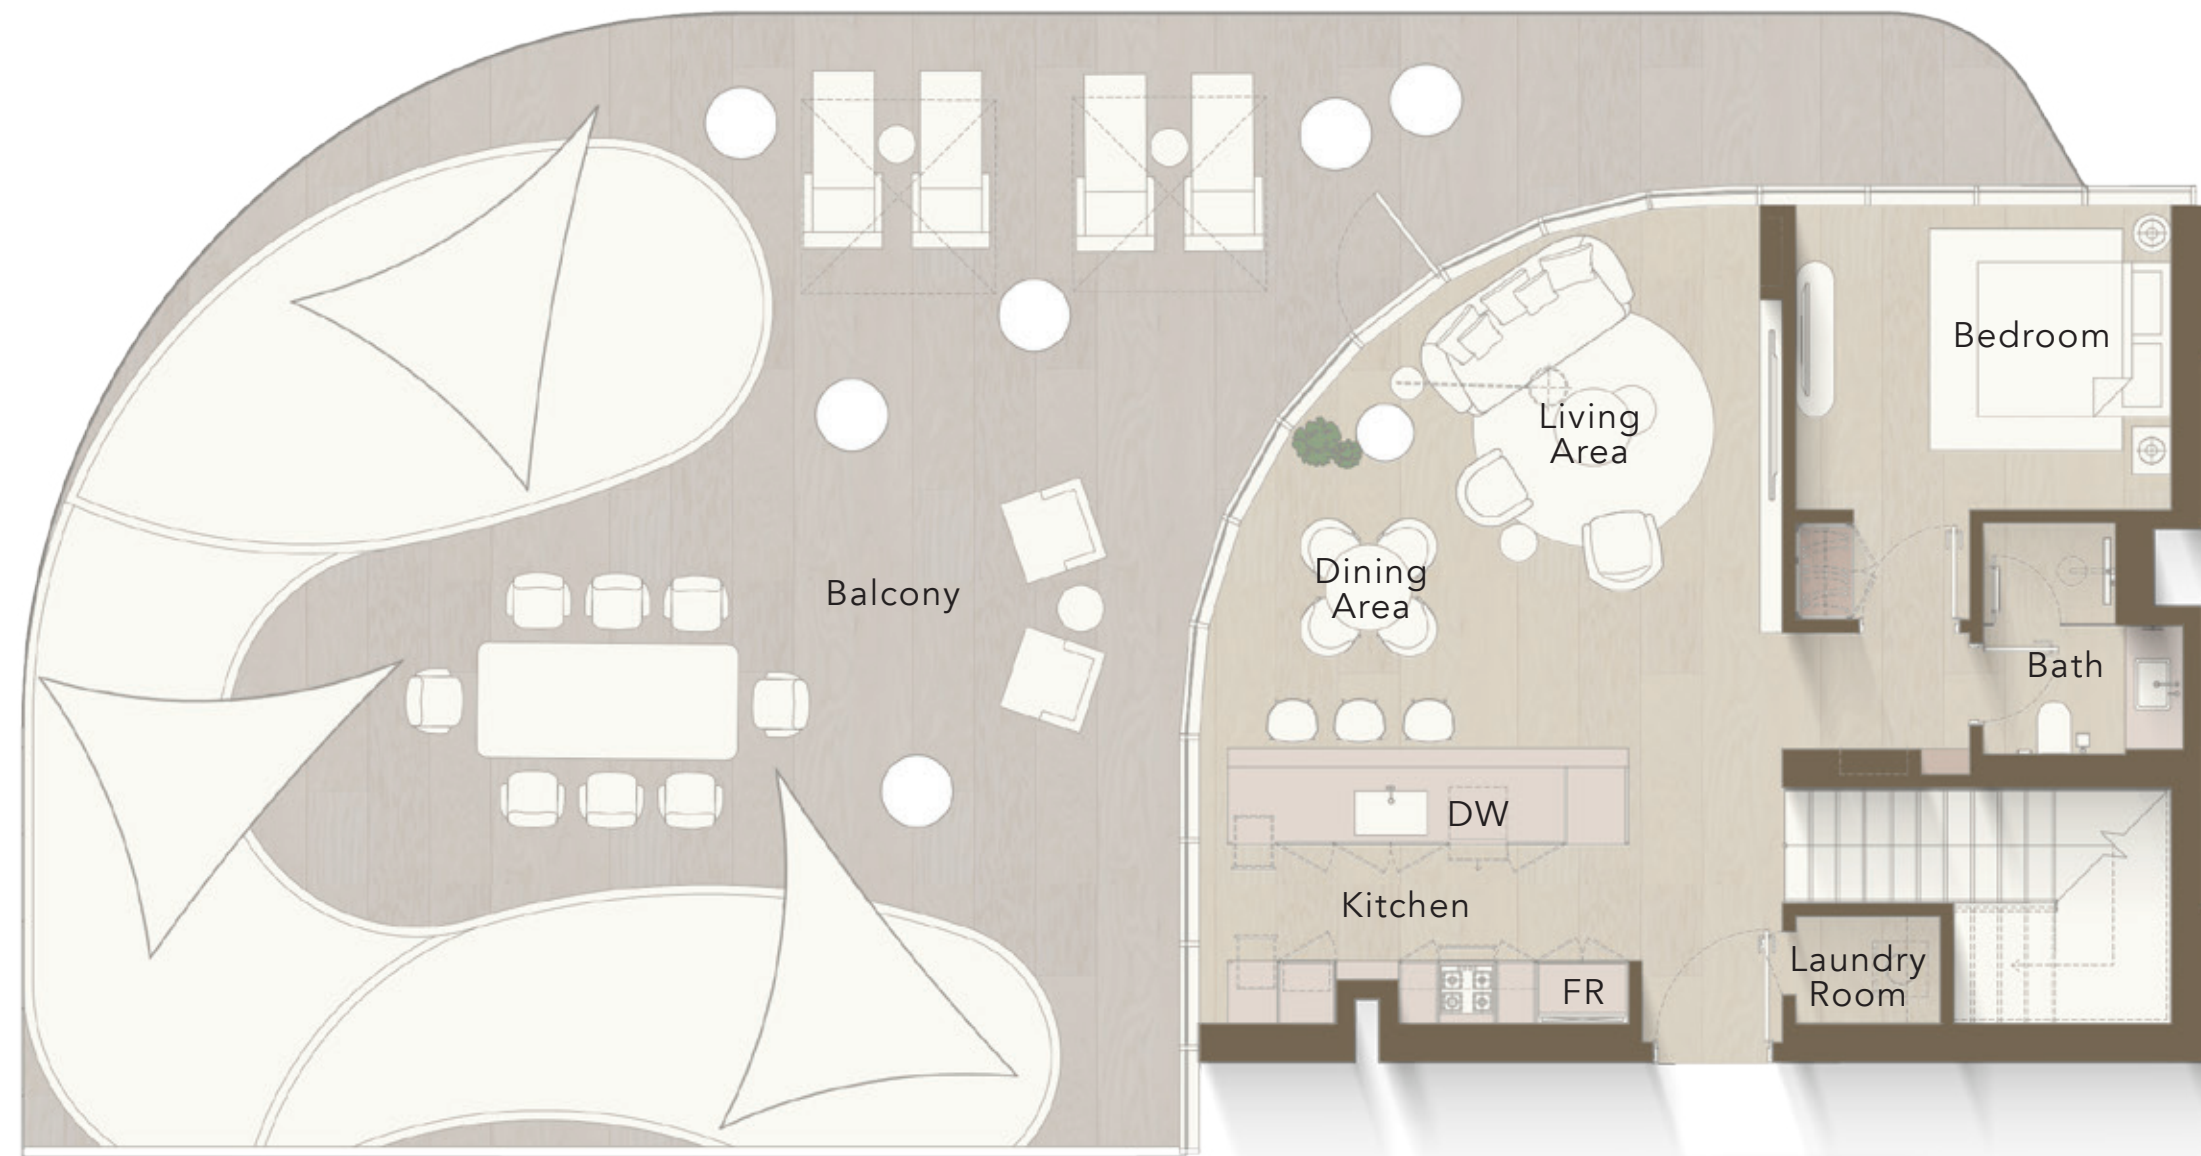 Bedroom
Living
Area
Dining
Area
Balcony
Bath
DW
Kitchen
Laundry
Room
FR